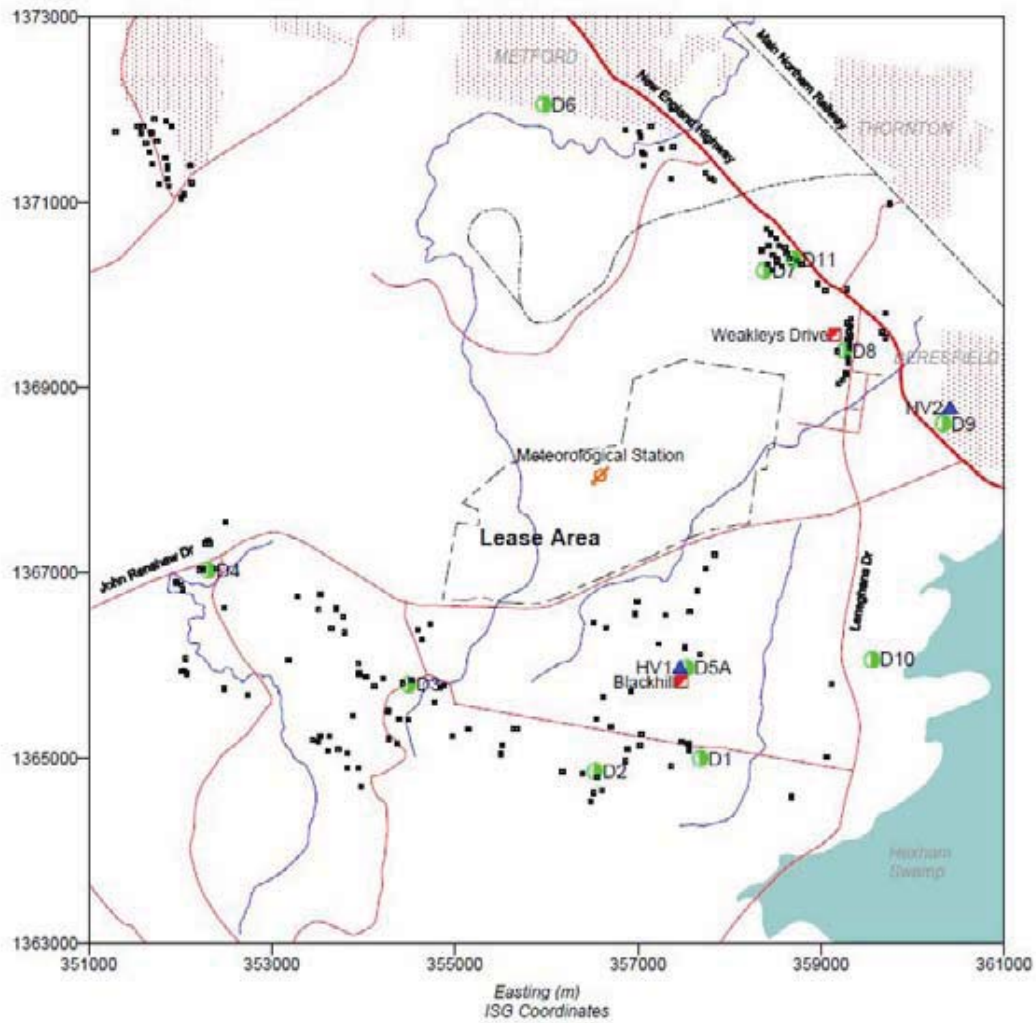 1373000
METFORD
Main Northern Railway
New England Highway
D6
THORNTON
1371000
D11
D7
Weakleys Drive
D8
BERESFIELD
1369000
HV2
D9
Meteorological Station
Lease Area
John Renshaw Dr
1367000
D4
Lenaghans Dr
HV1
D5A
D10
Blackhill
D3
1365000
D1
D2
Hexham
Swamp
1363000
351000
353000
355000
357000
359000
361000
Easting (m)
ISG Coordinates